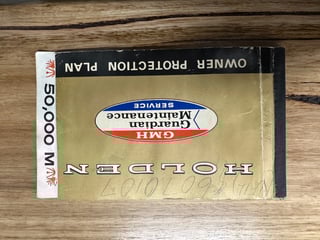 HOLDEN
GMH
Guardian
Maintenance
SERVICE
OWNER PROTECTION PLAN
50,000